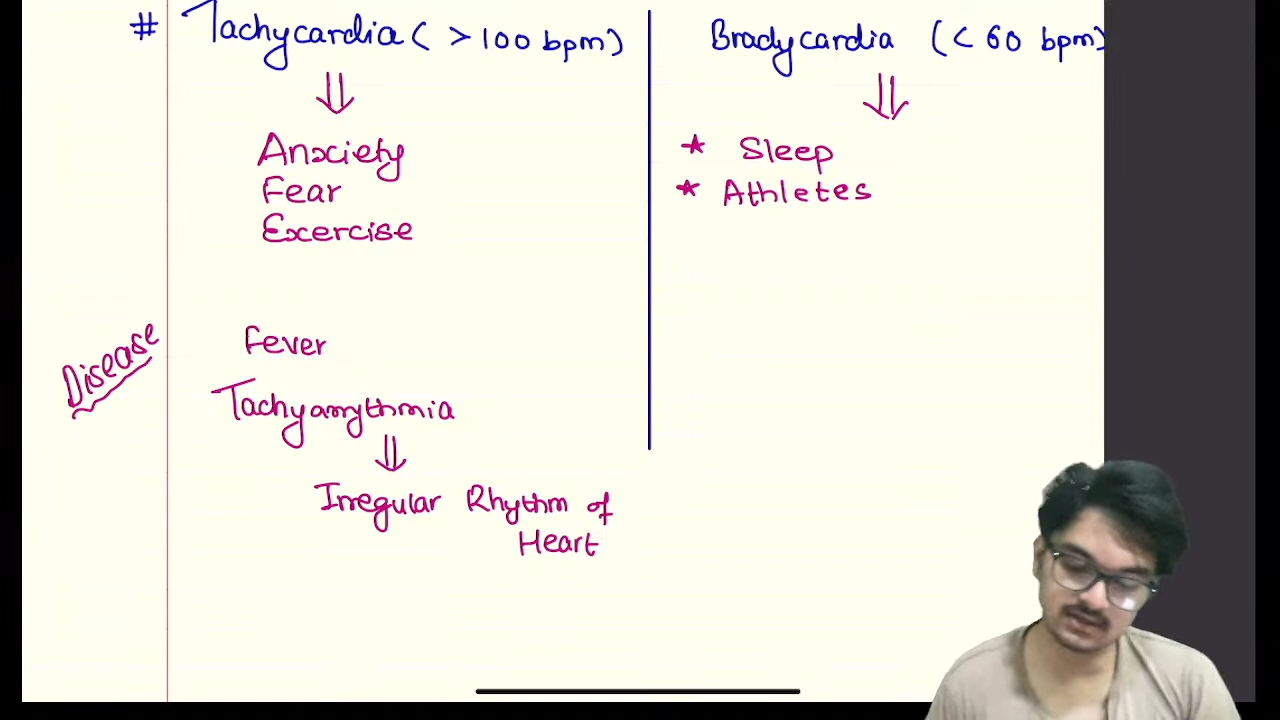 # Tachycardia ( > 100 bpm)
Anxiety
Fear
Exercise
Disease
Fever
Tachyarrythmia
Irregular Rhythm of
Heart
Bradycardia (< 60 bpm)
* Sleep
* Athletes